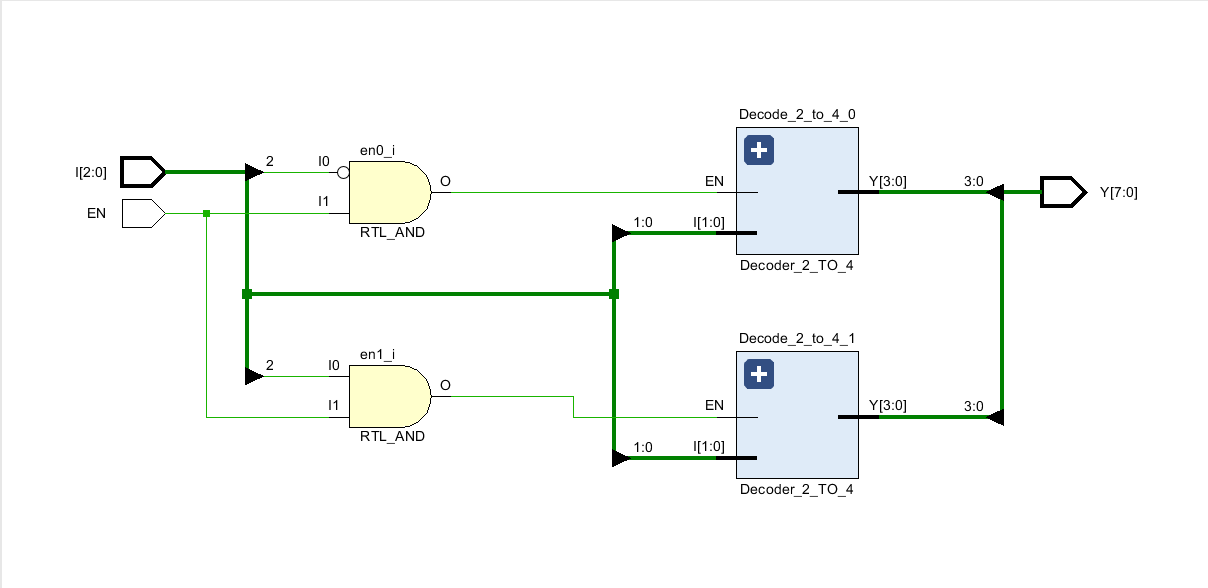 Decode_2_to_4_0
en0_i
2
I0
I[2:0]
O
EN
Y[3:0]
3:0
Y[7:0]
I1
EN
RTL_AND
1:0
I[1:0]
Decoder_2_TO_4
Decode_2_to_4_1
en1_i
2
I0
O
I1
EN
Y[3:0]
3:0
RTL_AND
1:0
I[1:0]
Decoder_2_TO_4